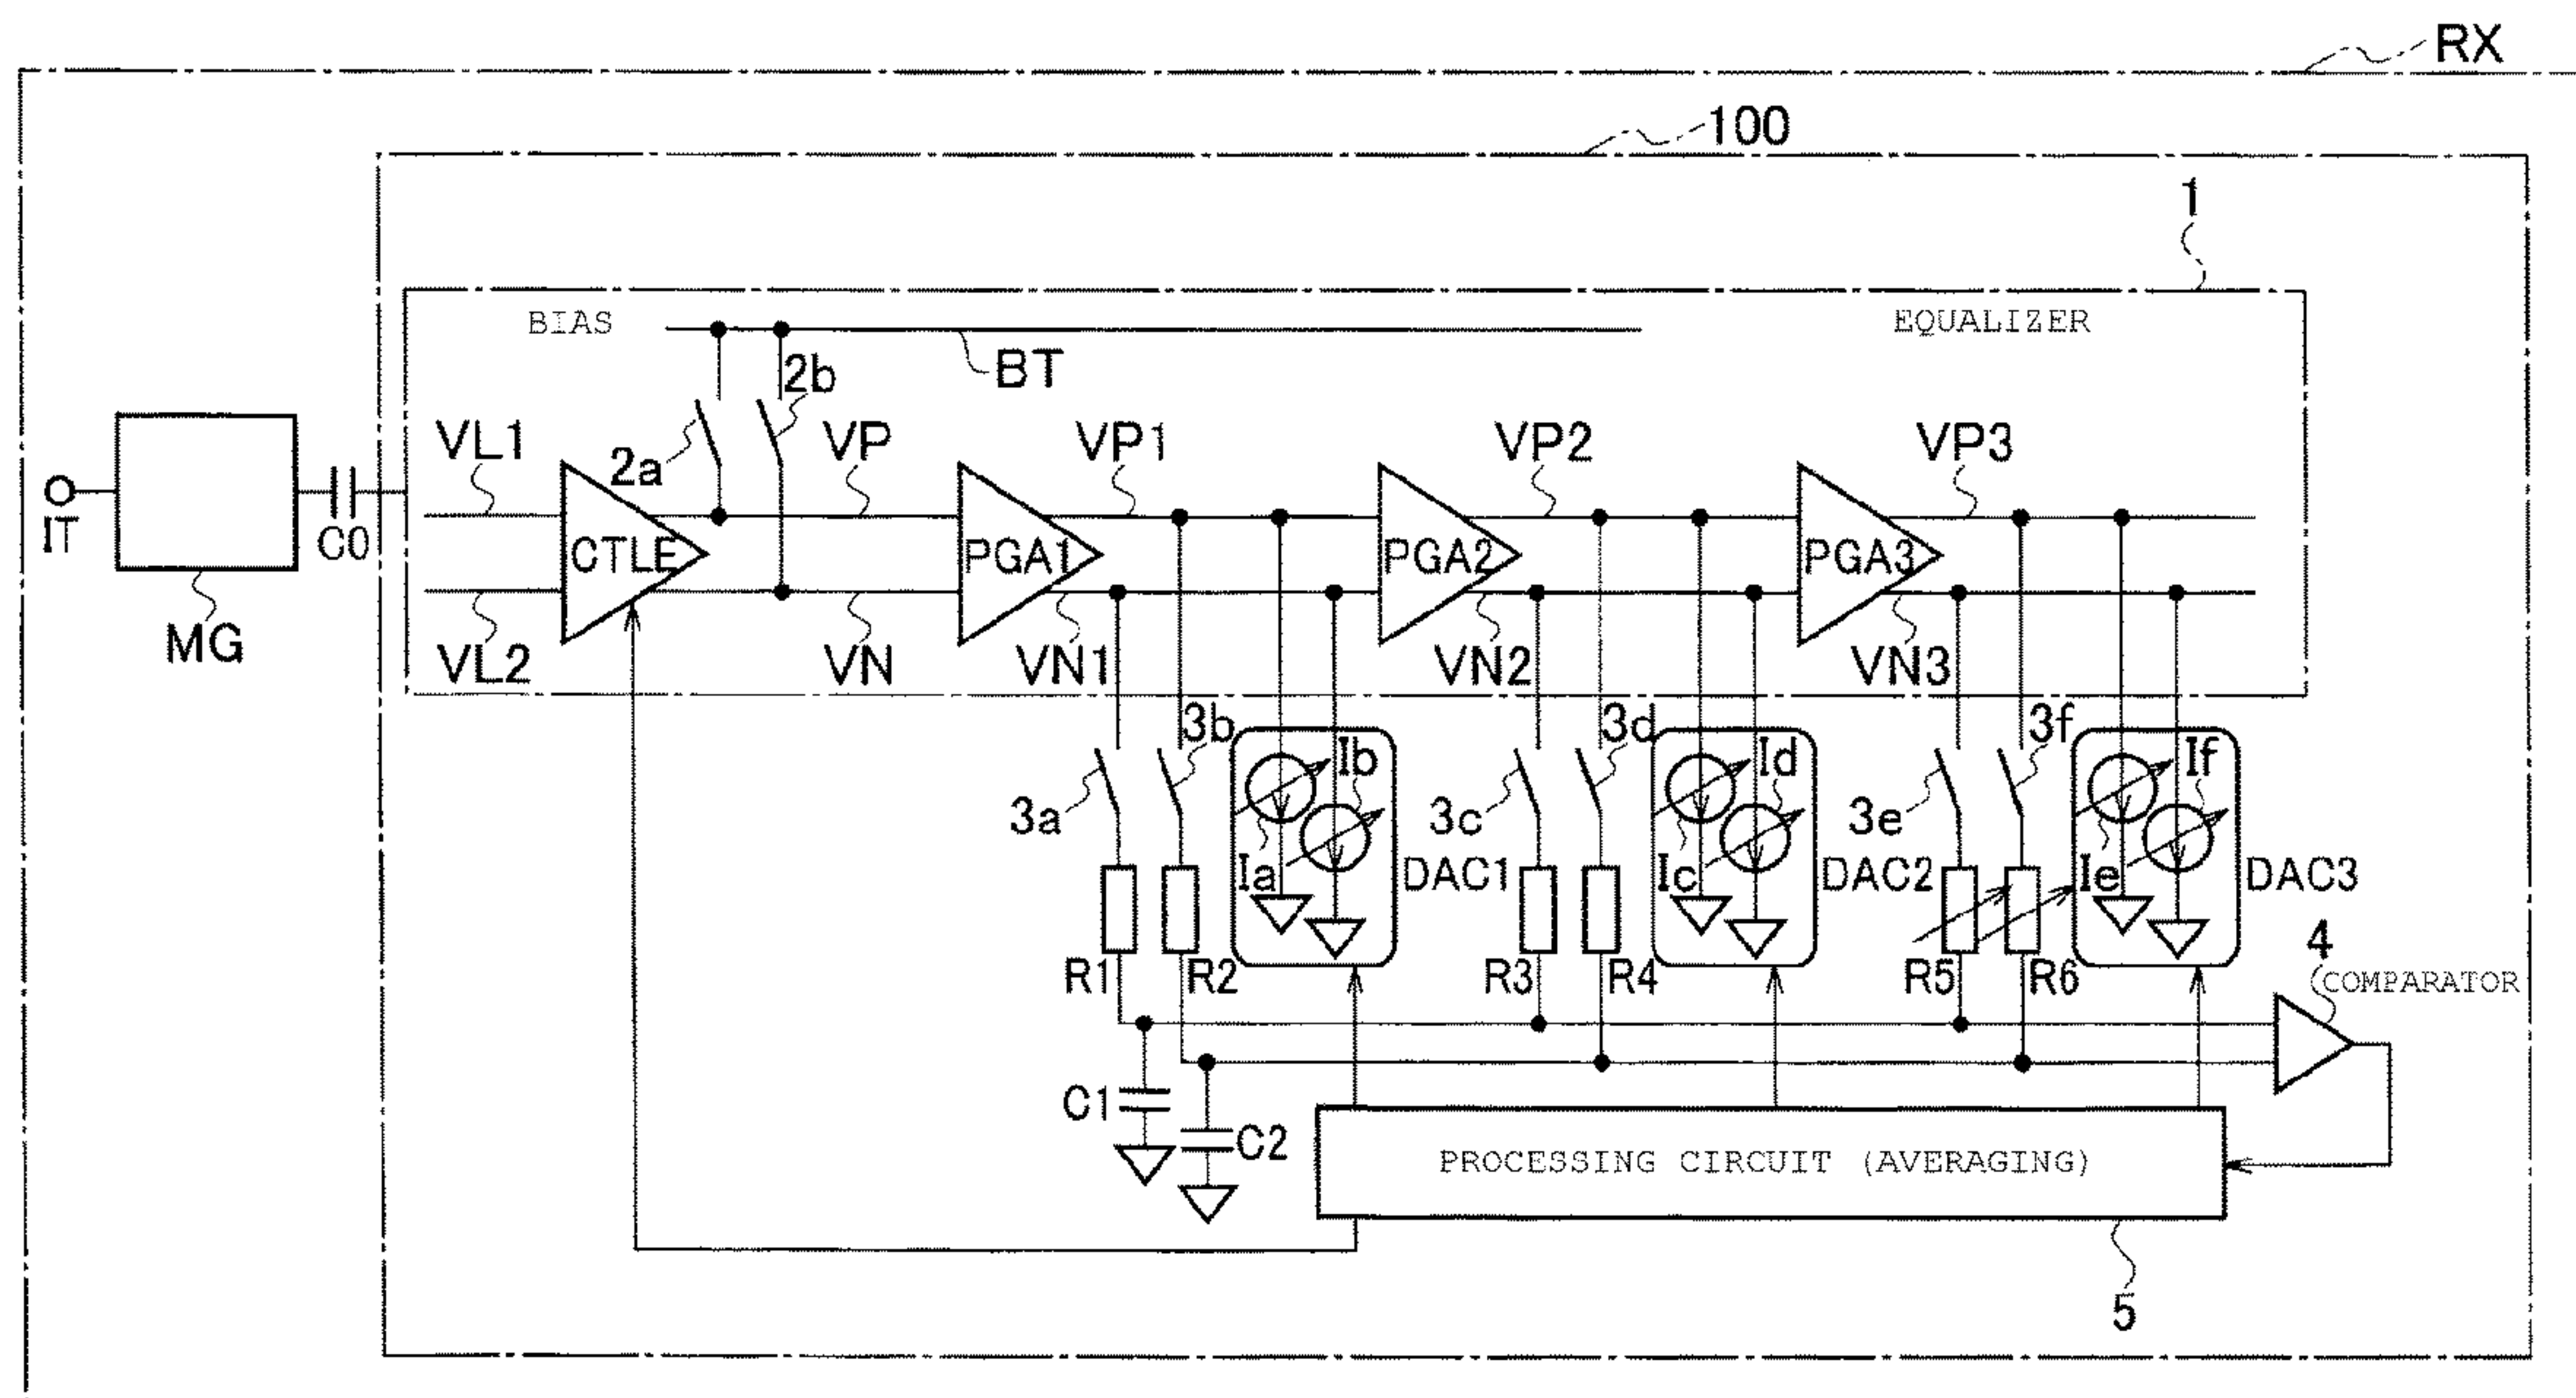 RX
100
1
BIAS
EQUALIZER
BT
2b
2a
VL1
VP
VP1
VP2
VP3
IT
C0
CTLE
PGA1
PGA2
PGA3
MG
VL2
VN
VN1
VN2
VN3
3b
3d
3f
Ib
Id
If
3a
3c
3e
Ia
DAC1
Ic
DAC2
Ie
DAC3
4
R1
R2
R3
R4
R5
R6
COMPARATOR
C1
C2
PROCESSING CIRCUIT (AVERAGING)
5